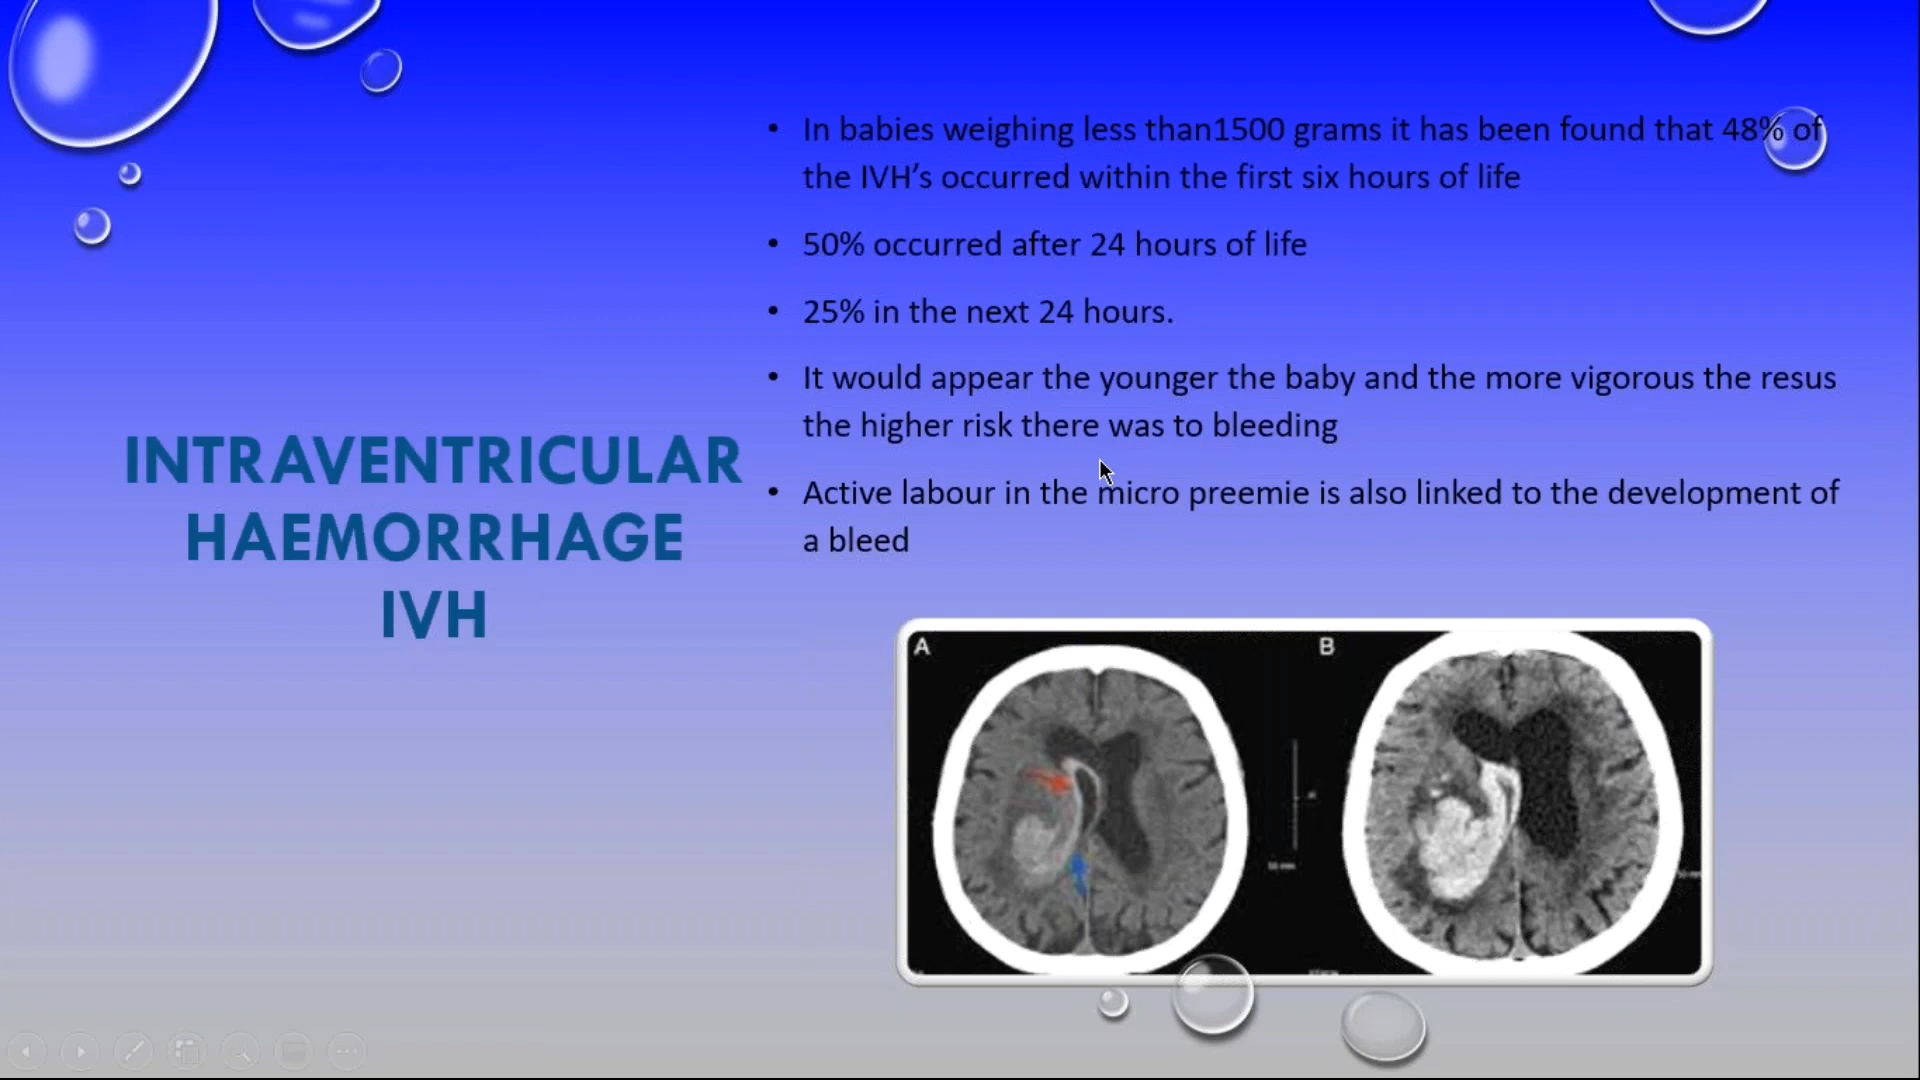 INTRAVENTRICULAR
HAEMORRHAGE
IVH
• In babies weighing less than1500 grams it has been found that 48% of
the IVH’s occurred within the first six hours of life
• 50% occurred after 24 hours of life
• 25% in the next 24 hours.
• It would appear the younger the baby and the more vigorous the resus
the higher risk there was to bleeding
• Active labour in the micro preemie is also linked to the development of
a bleed
A
B